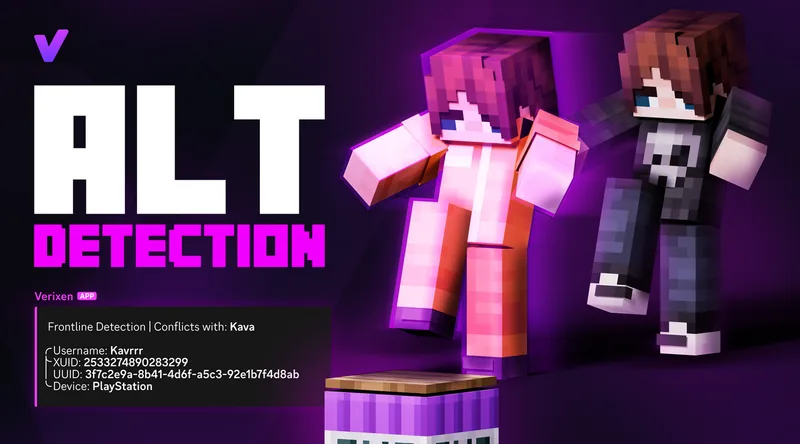 ALT
DETECTION
Verixen APP
Frontline Detection | Conflicts with: Kava
Username: Kavrrr
XUID: 2533274890283299
UUID: 3f7c2e9a-8b41-4d6f-a5c3-92e1b7f4d8ab
Device: PlayStation